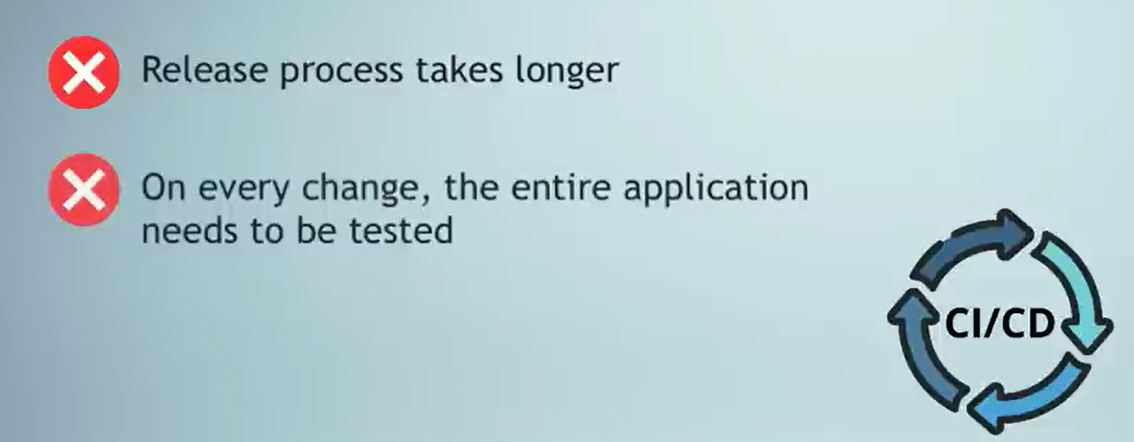 Release process takes longer
On every change, the entire application
needs to be tested
CI/CD